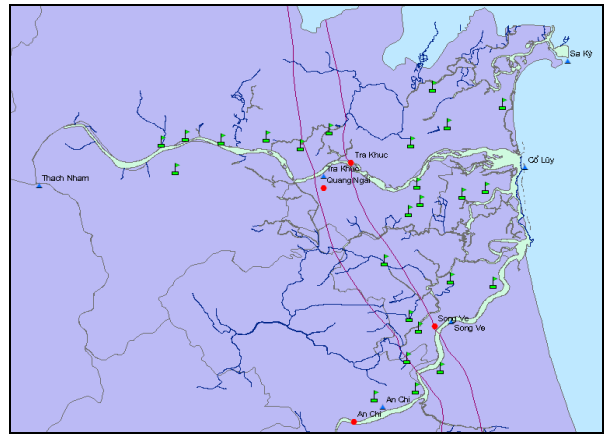 Sa Kỳ
Tra Khuc
Cổ Lũy
Tra Khuc
Thach Nham
Quang Ngai
Song Ve
Song Ve
An Chi
An Chi